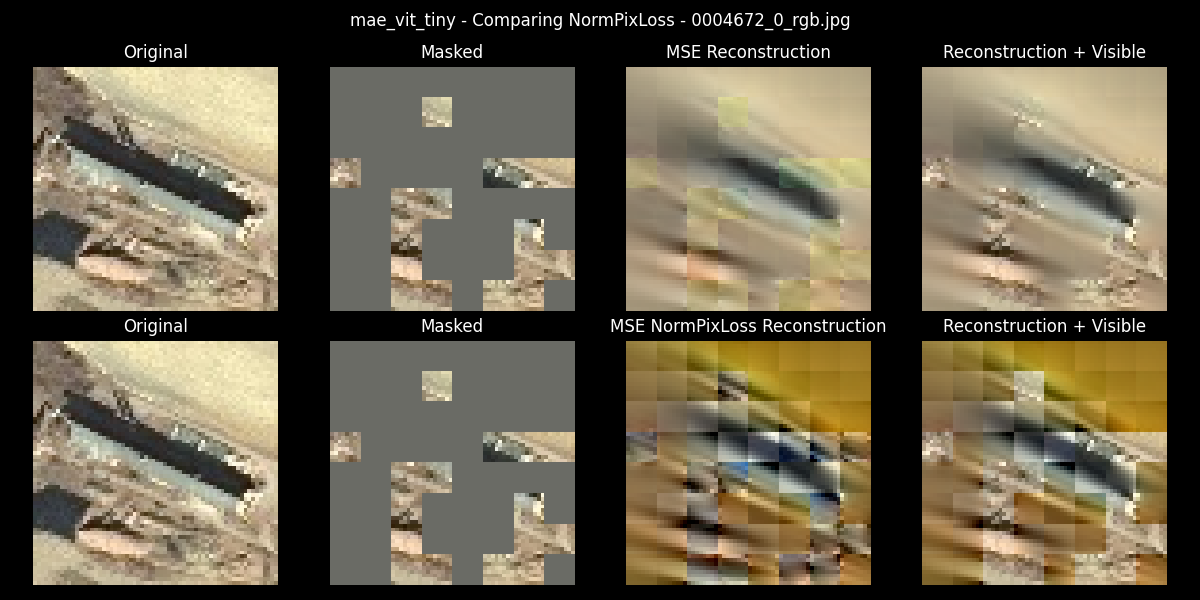 mae_vit_tiny - Comparing NormPixLoss - 0004672_0_rgb.jpg
Original
Masked
MSE Reconstruction
Reconstruction + Visible
Original
Masked
MSE NormPixLoss Reconstruction
Reconstruction + Visible